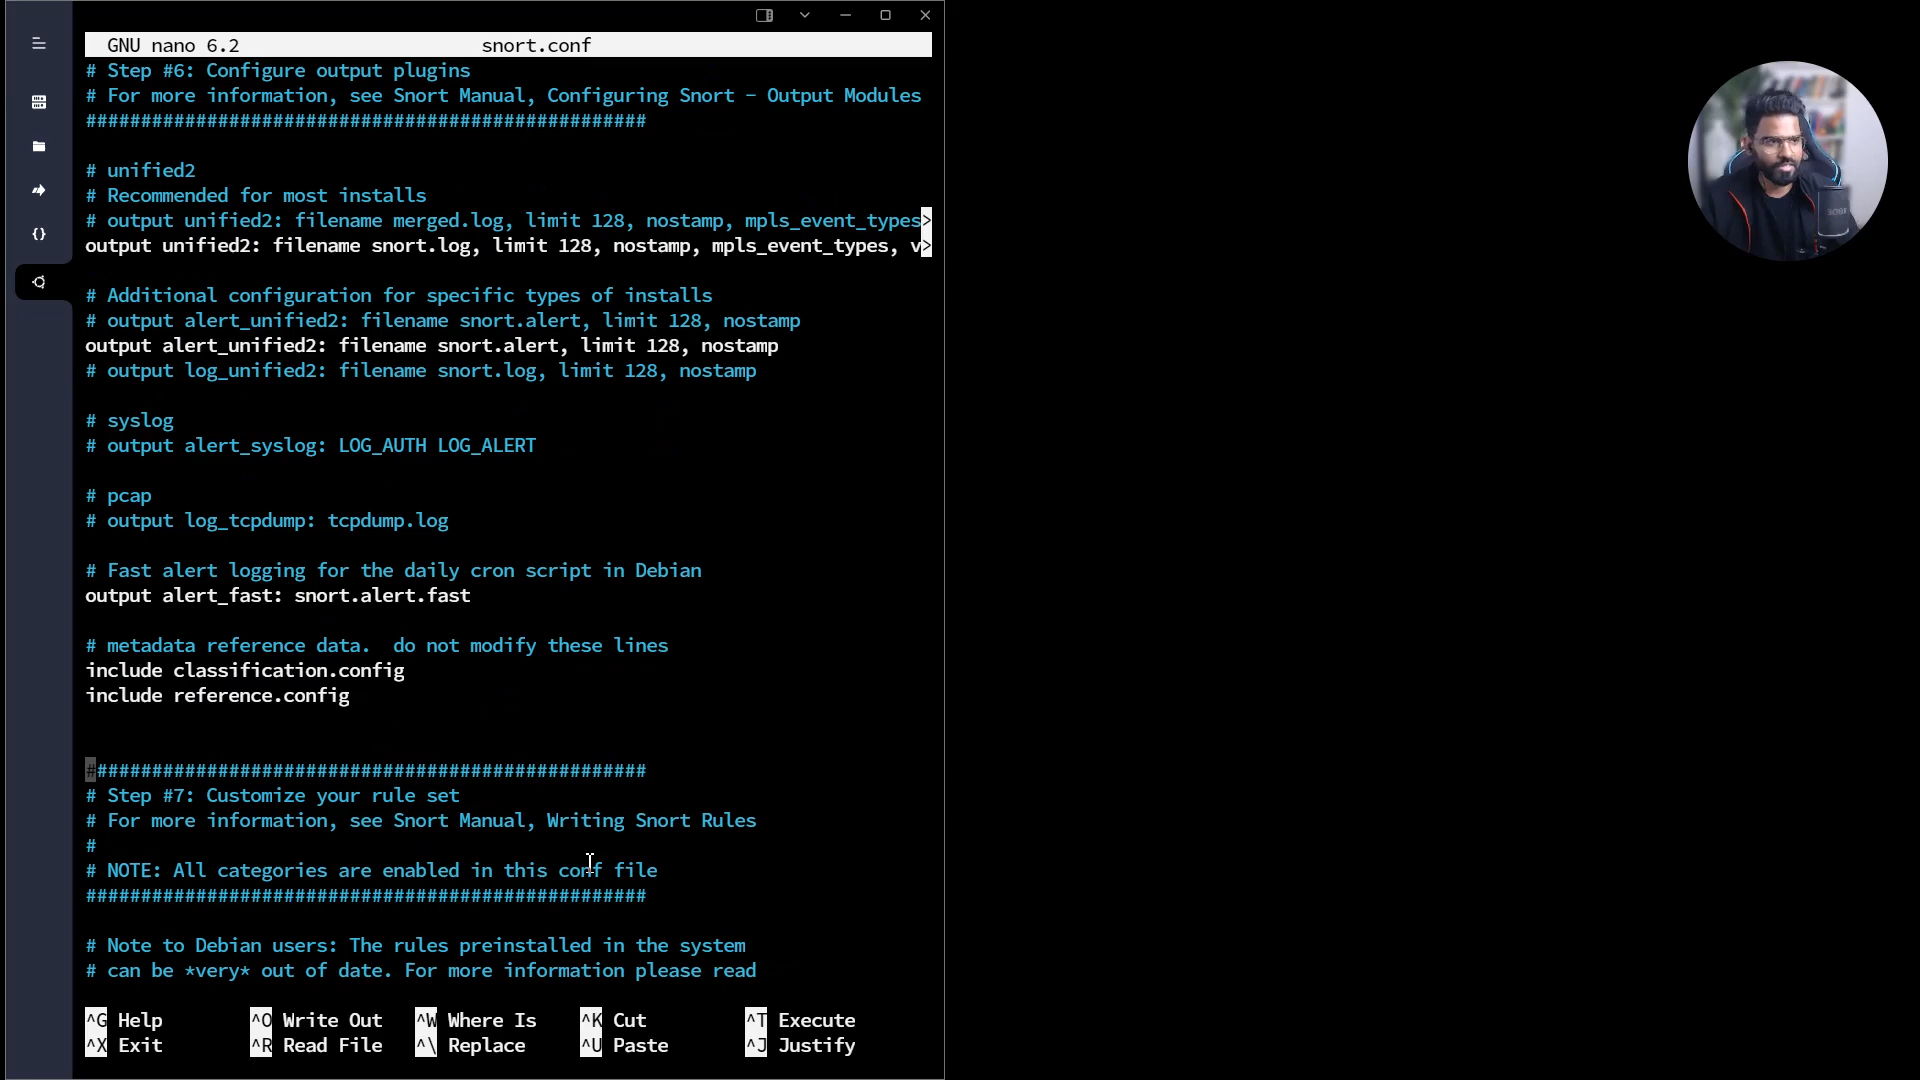 GNU nano 6.2 snort.conf
# Step #6: Configure output plugins
# For more information, see Snort Manual, Configuring Snort - Output Modules
###################################################
# unified2
# Recommended for most installs
# output unified2: filename merged.log, limit 128, nostamp, mpls_event_types>
output unified2: filename snort.log, limit 128, nostamp, mpls_event_types, v>
# Additional configuration for specific types of installs
# output alert_unified2: filename snort.alert, limit 128, nostamp
output alert_unified2: filename snort.alert, limit 128, nostamp
# output log_unified2: filename snort.log, limit 128, nostamp
# syslog
# output alert_syslog: LOG_AUTH LOG_ALERT
# pcap
# output log_tcpdump: tcpdump.log
# Fast alert logging for the daily cron script in Debian
output alert_fast: snort.alert.fast
# metadata reference data.  do not modify these lines
include classification.config
include reference.config
###################################################
# Step #7: Customize your rule set
# For more information, see Snort Manual, Writing Snort Rules
#
# NOTE: All categories are enabled in this conf file
###################################################
# Note to Debian users: The rules preinstalled in the system
# can be *very* out of date. For more information please read
^G Help ^O Write Out ^W Where Is ^K Cut ^T Execute
^X Exit ^R Read File ^\ Replace ^U Paste ^J Justify